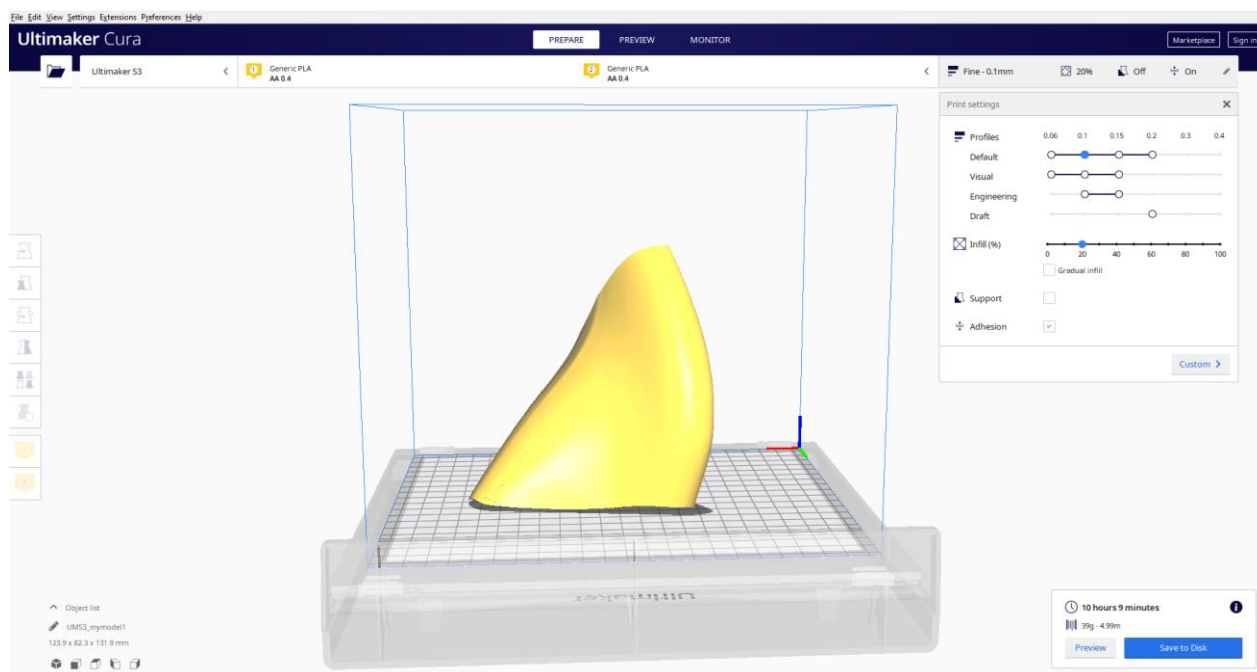 File Edit View Settings Extensions Preferences Help
Ultimaker Cura
PREPARE PREVIEW MONITOR
Marketplace Sign in
Ultimaker S3
1 Generic PLA
AA 0.4
2 Generic PLA
AA 0.4
Fine - 0.1mm 20% Off On
Print settings
Profiles 0.06 0.1 0.15 0.2 0.3 0.4
Default
Visual
Engineering
Draft
Infill (%)
0 20 40 60 80 100
Gradual infill
Support
Adhesion
Custom
Ultimaker
Object list
UMS3_mymodel1
123.9 x 82.3 x 131.9 mm
10 hours 9 minutes
39g · 4.99m
Preview Save to Disk